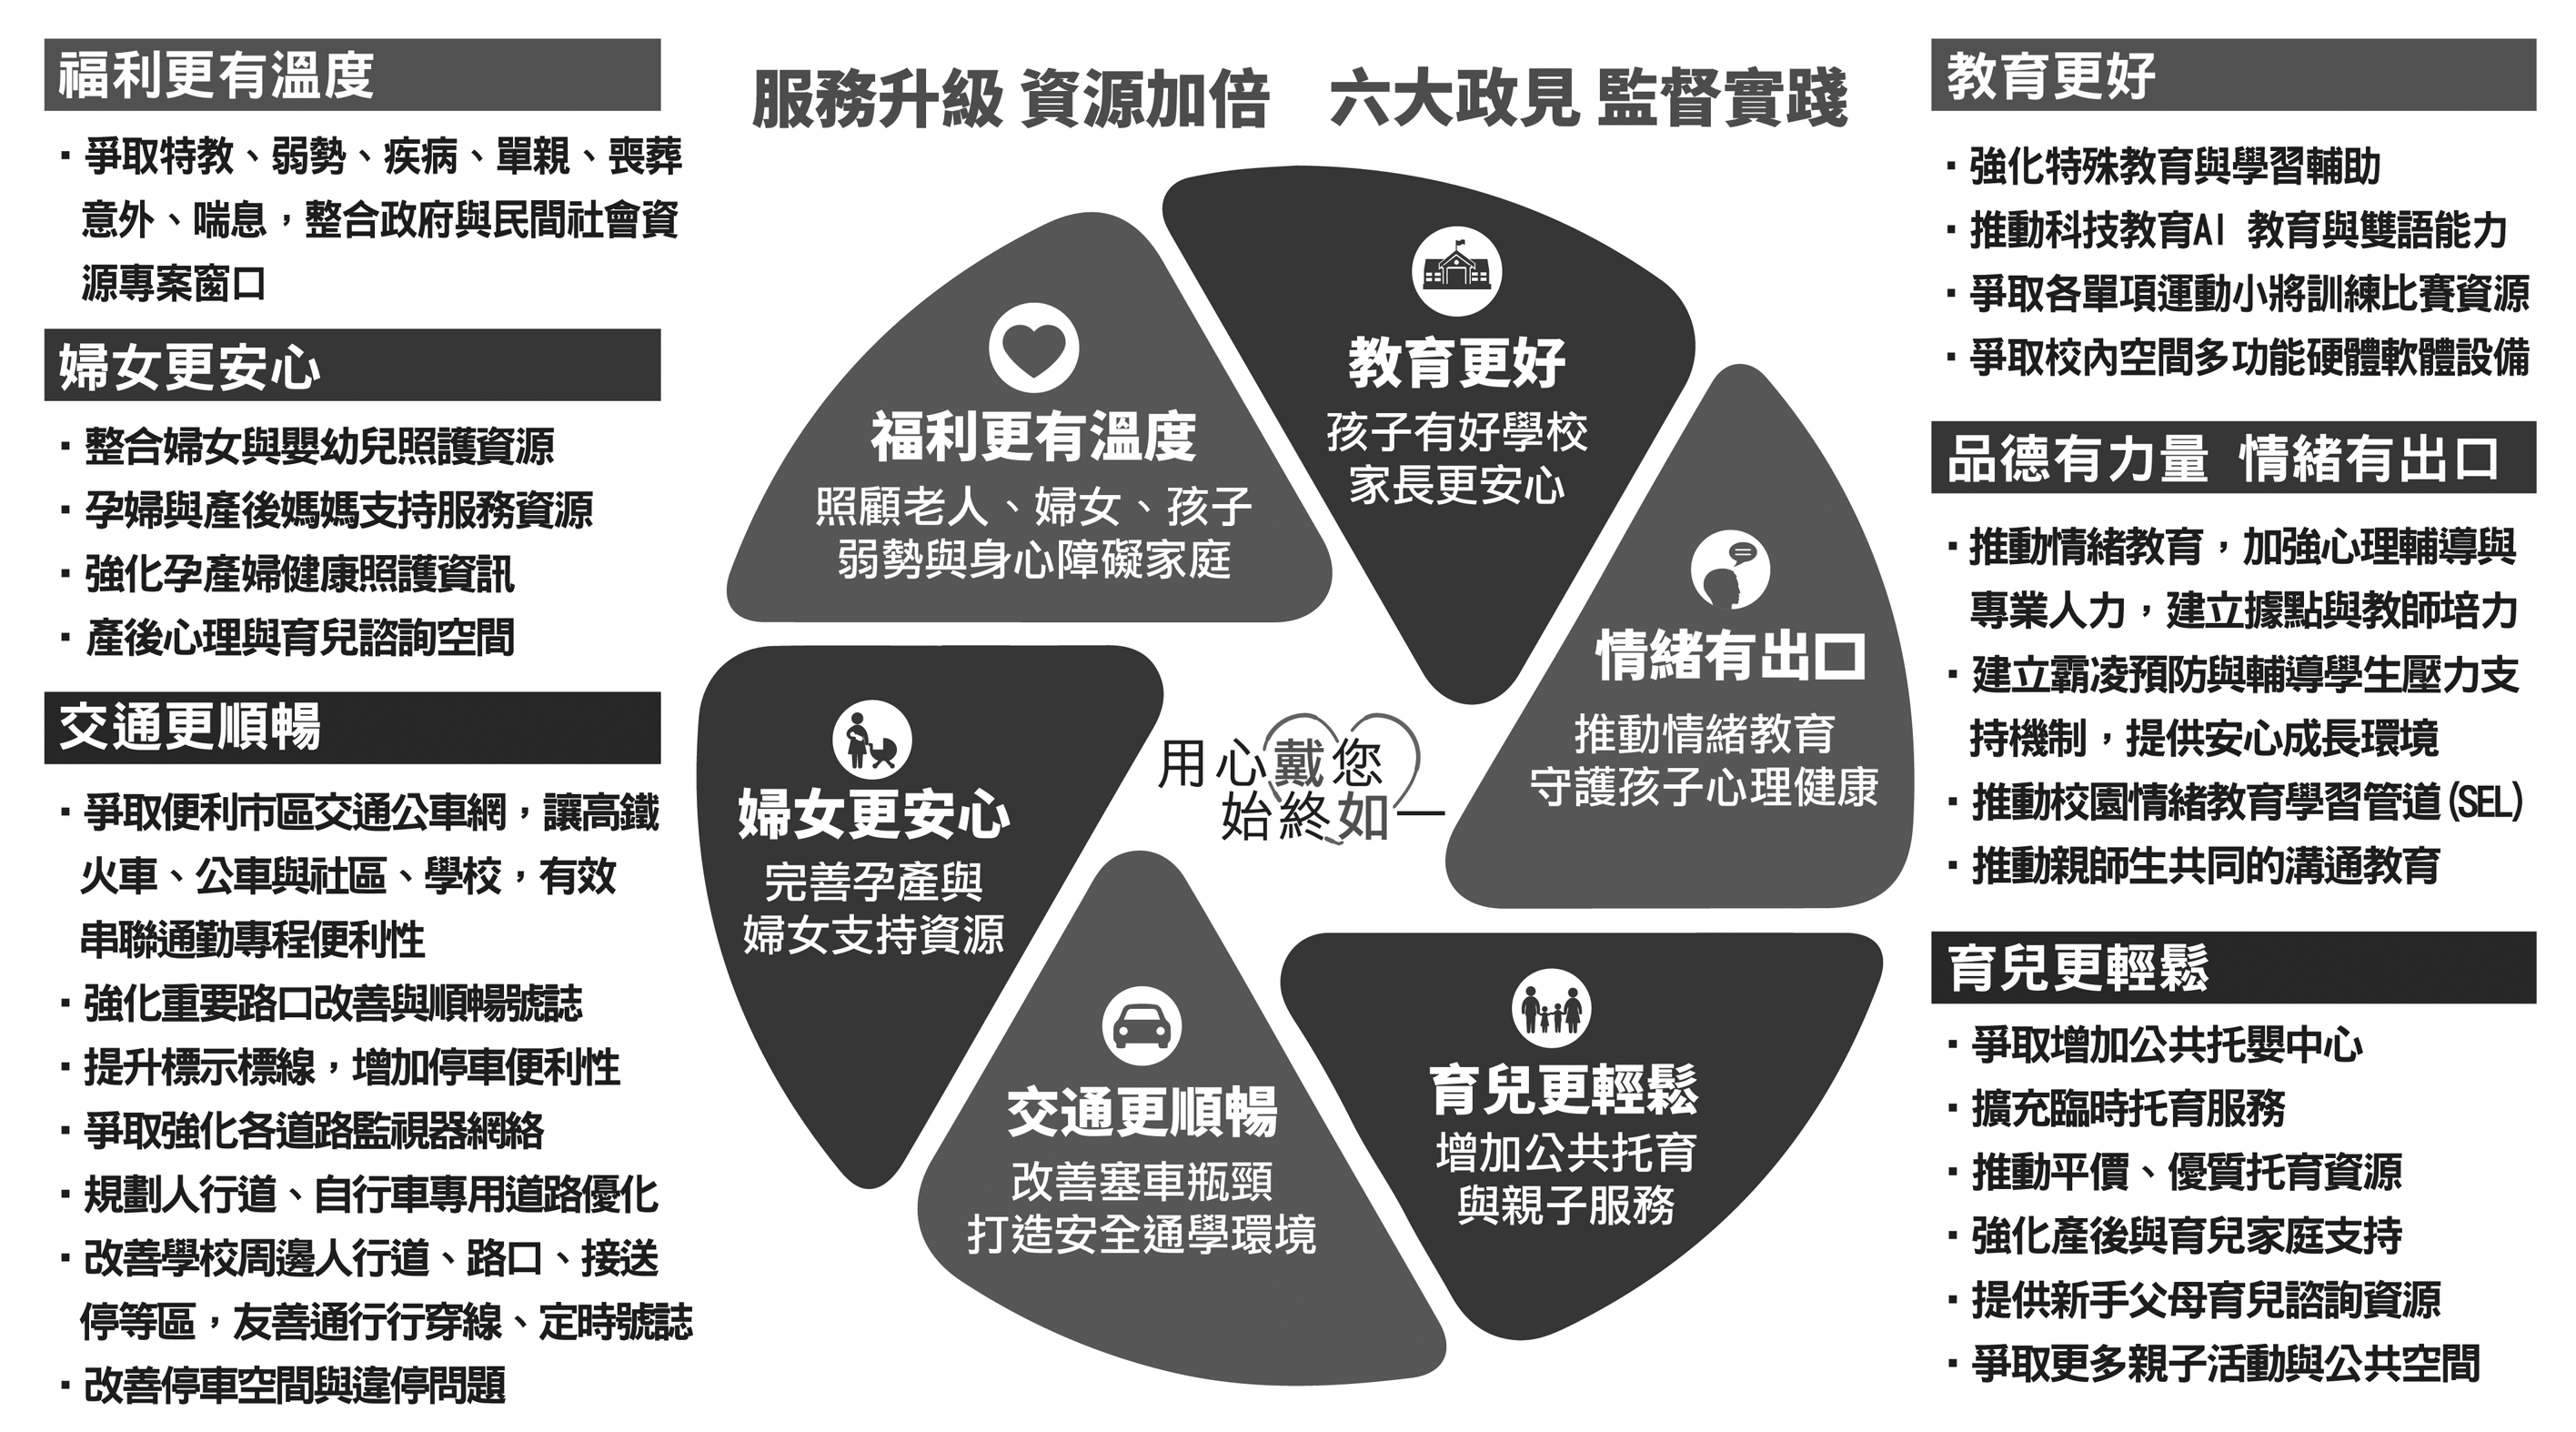 服務升級 資源加倍 六大政見 監督實踐
福利更有溫度
·爭取特教、弱勢、疾病、單親、喪葬
意外、喘息，整合政府與民間社會資
源專案窗口
婦女更安心
·整合婦女與嬰幼兒照護資源
·孕婦與產後媽媽支持服務資源
·強化孕產婦健康照護資訊
·產後心理與育兒諮詢空間
交通更順暢
·爭取便利市區交通公車網，讓高鐵
火車、公車與社區、學校，有效
串聯通勤專程便利性
·強化重要路口改善與順暢號誌
·提升標示標線，增加停車便利性
·爭取強化各道路監視器網絡
·規劃人行道、自行車專用道路優化
·改善學校周邊人行道、路口、接送
停等區，友善通行行穿線、定時號誌
·改善停車空間與違停問題
福利更有溫度
照顧老人、婦女、孩子
弱勢與身心障礙家庭
教育更好
孩子有好學校
家長更安心
情緒有出口
推動情緒教育
守護孩子心理健康
婦女更安心
完善孕產與
婦女支持資源
用心戴您
始終如一
交通更順暢
改善塞車瓶頸
打造安全通學環境
育兒更輕鬆
增加公共托育
與親子服務
教育更好
·強化特殊教育與學習輔助
·推動科技教育AI 教育與雙語能力
·爭取各單項運動小將訓練比賽資源
·爭取校內空間多功能硬體軟體設備
品德有力量 情緒有出口
·推動情緒教育，加強心理輔導與
專業人力，建立據點與教師培力
·建立霸凌預防與輔導學生壓力支
持機制，提供安心成長環境
·推動校園情緒教育學習管道(SEL)
·推動親師生共同的溝通教育
育兒更輕鬆
·爭取增加公共托嬰中心
·擴充臨時托育服務
·推動平價、優質托育資源
·強化產後與育兒家庭支持
·提供新手父母育兒諮詢資源
·爭取更多親子活動與公共空間